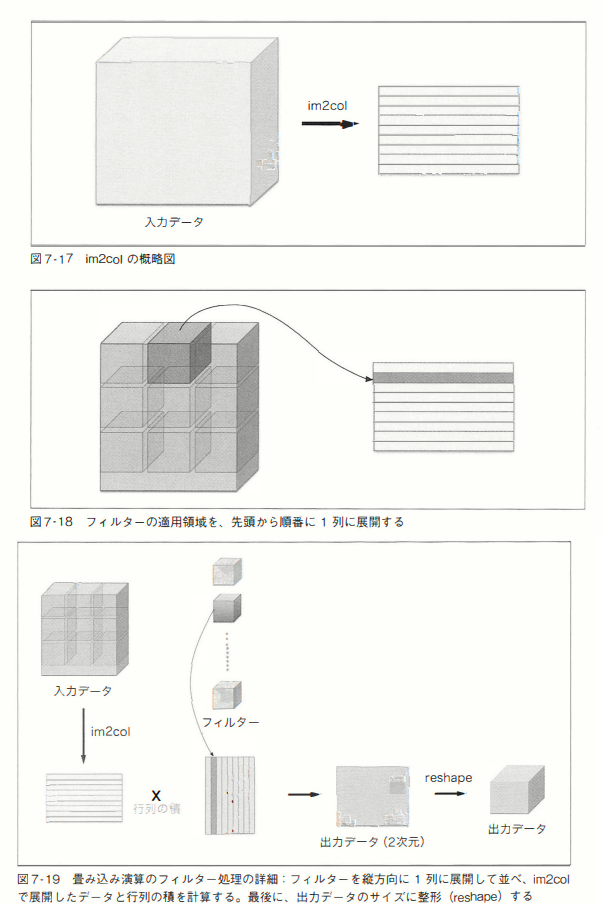 im2col
入力データ
図7-17 im2col の概略図
図7-18 フィルターの適用領域を、先頭から順番に 1 列に展開する
入力データ
フィルター
im2col
X
行列の積
reshape
出力データ (2次元)
出力データ
図7-19 畳み込み演算のフィルター処理の詳細：フィルターを縦方向に 1 列に展開して並べ、im2col
で展開したデータと行列の積を計算する。最後に、出力データのサイズに整形（reshape）する